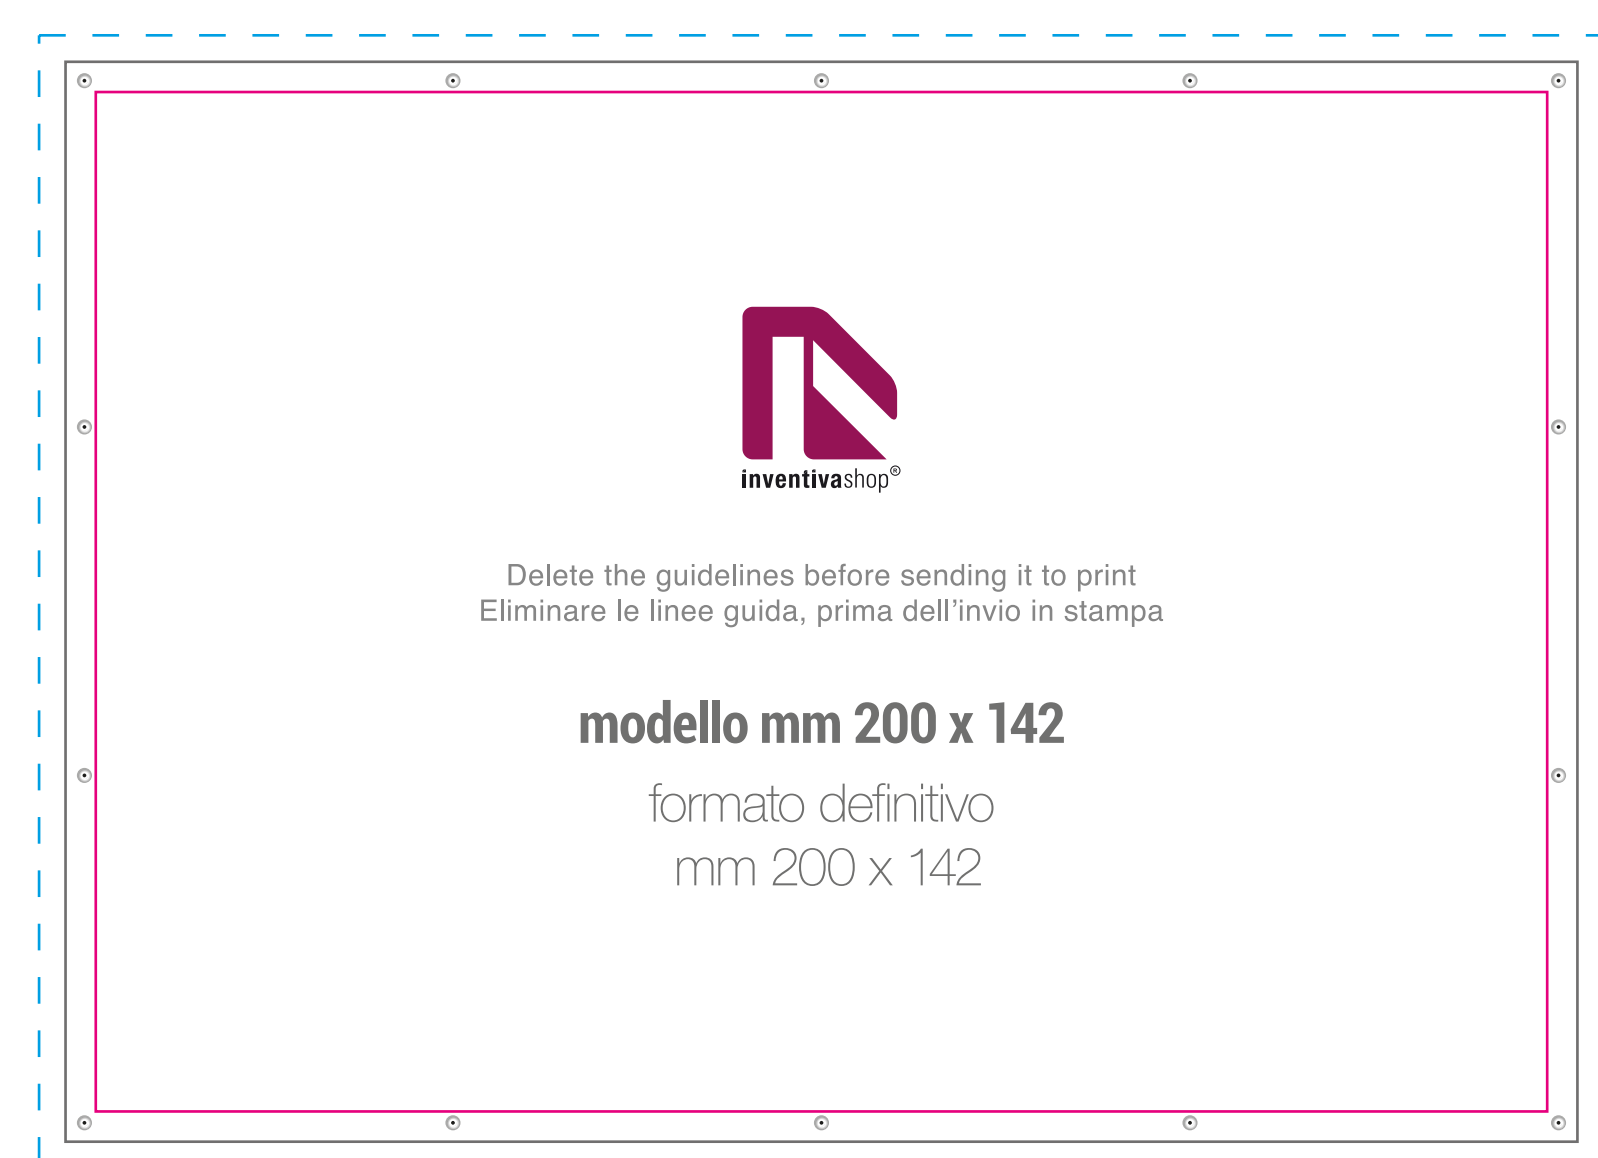 inventivashop®
Delete the guidelines before sending it to print
Eliminare le linee guida, prima dell'invio in stampa
modello mm 200 x 142
formato definitivo
mm 200 x 142